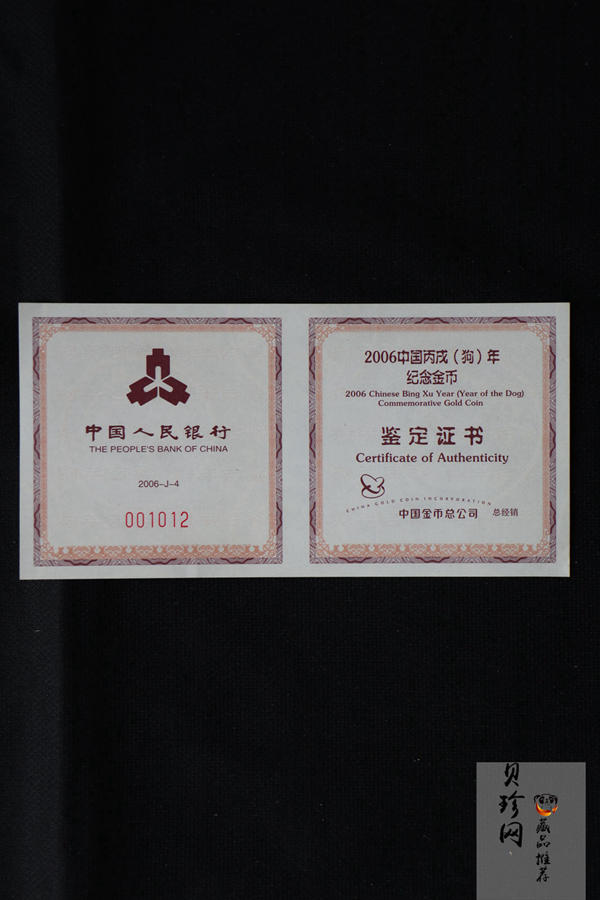 中国人民银行
THE PEOPLE'S BANK OF CHINA
2006-J-4
001012
2006中国丙戌（狗）年
纪念金币
2006 Chinese Bing Xu Year (Year of the Dog)
Commemorative Gold Coin
鉴定证书
Certificate of Authenticity
CHINA GOLD COIN INCORPORATION
中国金币总公司 总经销
贝珍网
藏品推荐